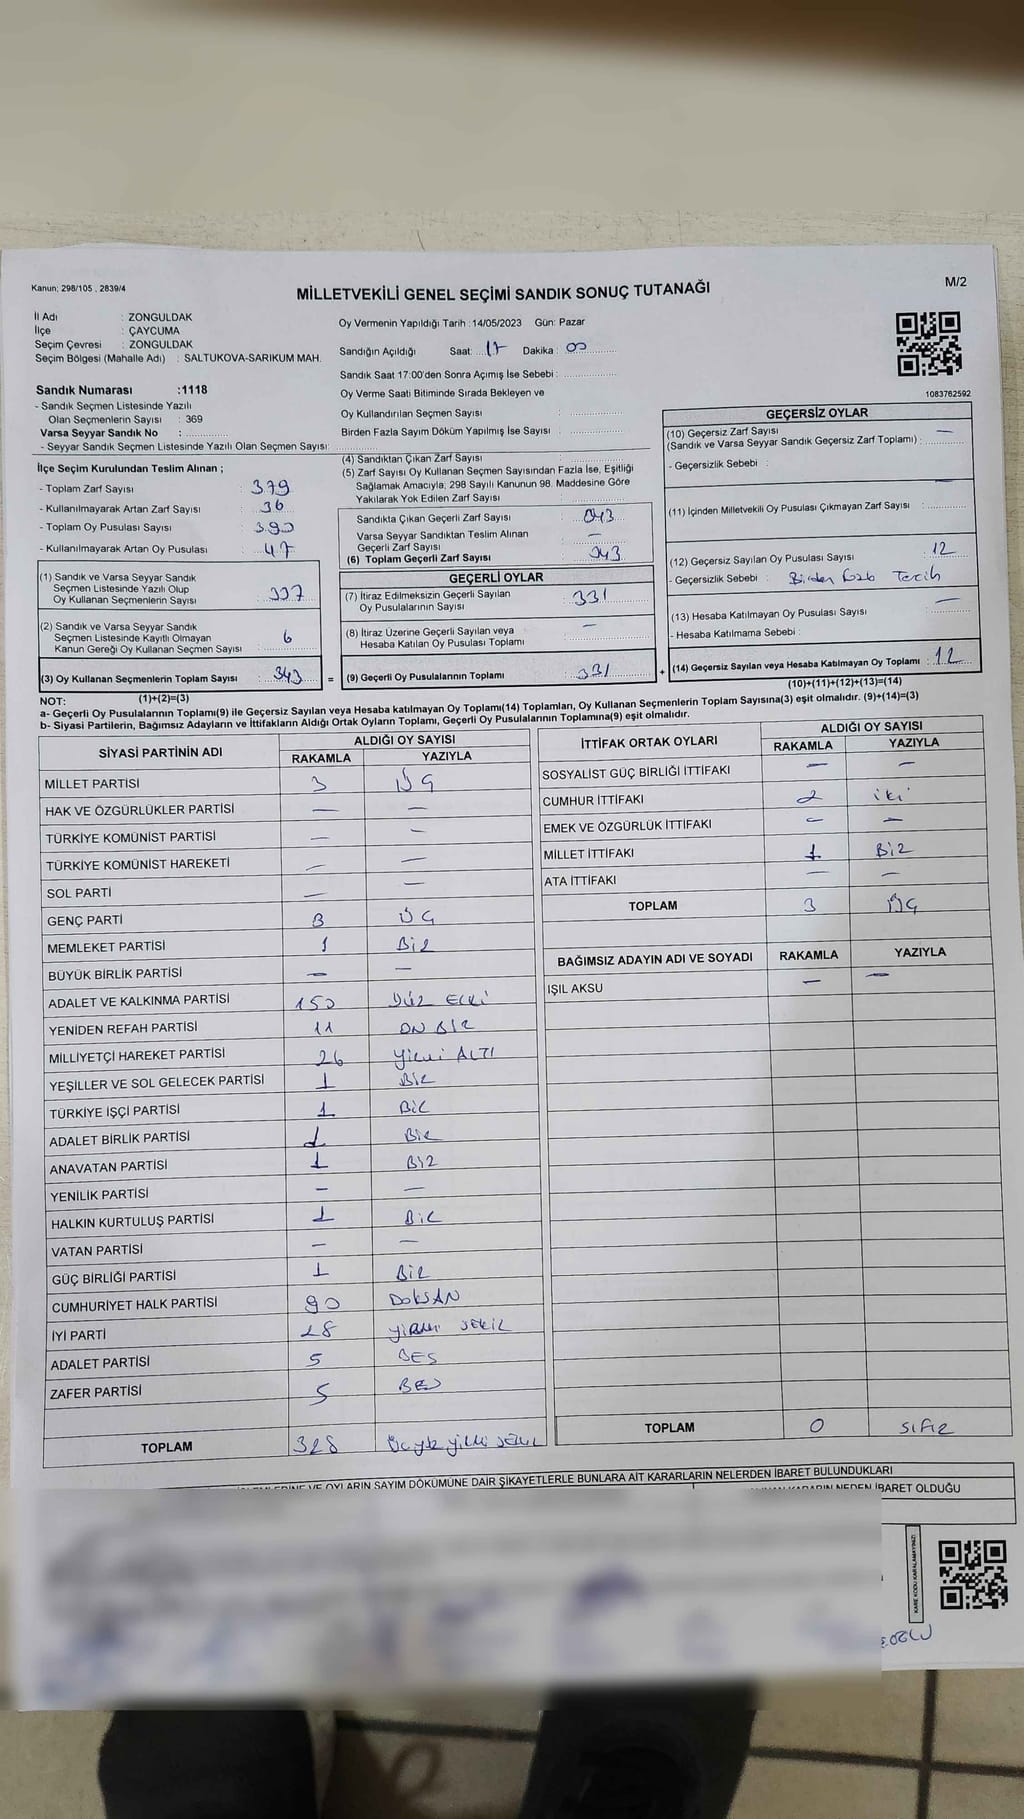 Kanun; 298/105 , 2839/4
MİLLETVEKİLİ GENEL SEÇİMİ SANDIK SONUÇ TUTANAĞI
M/2
İl Adı : ZONGULDAK
İlçe : ÇAYCUMA
Seçim Çevresi : ZONGULDAK
Seçim Bölgesi (Mahalle Adı) : SALTUKOVA-SARIKUM MAH.
Sandık Numarası :1118
- Sandık Seçmen Listesinde Yazılı
Olan Seçmenlerin Sayısı : 369
Varsa Seyyar Sandık No :
- Seyyar Sandık Seçmen Listesinde Yazılı Olan Seçmen Sayısı:
Oy Vermenin Yapıldığı Tarih :14/05/2023 Gün: Pazar
Sandığın Açıldığı Saat: 17 Dakika : 00
Sandık Saat 17:00'den Sonra Açımış İse Sebebi :
Oy Verme Saati Bitiminde Sırada Bekleyen ve
Oy Kullandırılan Seçmen Sayısı :
Birden Fazla Sayım Döküm Yapılmış İse Sayısı :
1083762592
İlçe Seçim Kurulundan Teslim Alınan ;
- Toplam Zarf Sayısı : 379
- Kullanılmayarak Artan Zarf Sayısı : 36
- Toplam Oy Pusulası Sayısı : 390
- Kullanılmayarak Artan Oy Pusulası : 47
(1) Sandık ve Varsa Seyyar Sandık
Seçmen Listesinde Yazılı Olup
Oy Kullanan Seçmenlerin Sayısı : 337
(2) Sandık ve Varsa Seyyar Sandık
Seçmen Listesinde Kayıtlı Olmayan
Kanun Gereği Oy Kullanan Seçmen Sayısı : 6
(3) Oy Kullanan Seçmenlerin Toplam Sayısı : 343 =
(4) Sandıktan Çıkan Zarf Sayısı :
(5) Zarf Sayısı Oy Kullanan Seçmen Sayısından Fazla İse, Eşitliği
Sağlamak Amacıyla; 298 Sayılı Kanunun 98. Maddesine Göre
Yakılarak Yok Edilen Zarf Sayısı :
Sandıkta Çıkan Geçerli Zarf Sayısı : 343
Varsa Seyyar Sandıktan Teslim Alınan
Geçerli Zarf Sayısı : —
(6) Toplam Geçerli Zarf Sayısı : 343
GEÇERLİ OYLAR
(7) İtiraz Edilmeksizin Geçerli Sayılan
Oy Pusulalarının Sayısı : 331
(8) İtiraz Üzerine Geçerli Sayılan veya
Hesaba Katılan Oy Pusulası Toplamı : —
(9) Geçerli Oy Pusulalarının Toplamı : 331 +
GEÇERSİZ OYLAR
(10) Geçersiz Zarf Sayısı —
(Sandık ve Varsa Seyyar Sandık Geçersiz Zarf Toplamı) :
- Geçersizlik Sebebi :
(11) İçinden Milletvekili Oy Pusulası Çıkmayan Zarf Sayısı : —
(12) Geçersiz Sayılan Oy Pusulası Sayısı : 12
- Geçersizlik Sebebi : Birden Fazla Tercih
(13) Hesaba Katılmayan Oy Pusulası Sayısı : —
- Hesaba Katılmama Sebebi :
(14) Geçersiz Sayılan veya Hesaba Katılmayan Oy Toplamı : 12
(10)+(11)+(12)+(13)=(14)
NOT: (1)+(2)=(3)
a- Geçerli Oy Pusulalarının Toplamı(9) ile Geçersiz Sayılan veya Hesaba katılmayan Oy Toplamı(14) Toplamları, Oy Kullanan Seçmenlerin Toplam Sayısına(3) eşit olmalıdır. (9)+(14)=(3)
b- Siyasi Partilerin, Bağımsız Adayların ve İttifakların Aldığı Ortak Oyların Toplamı, Geçerli Oy Pusulalarının Toplamına(9) eşit olmalıdır.
SİYASİ PARTİNİN ADI ALDIĞI OY SAYISI
RAKAMLA YAZIYLA
MİLLET PARTİSİ 3 ÜÇ
HAK VE ÖZGÜRLÜKLER PARTİSİ — —
TÜRKİYE KOMÜNİST PARTİSİ — —
TÜRKİYE KOMÜNİST HAREKETİ — —
SOL PARTİ — —
GENÇ PARTİ 3 ÜÇ
MEMLEKET PARTİSİ 1 BİR
BÜYÜK BİRLİK PARTİSİ — —
ADALET VE KALKINMA PARTİSİ 150 YÜZ ELLİ
YENİDEN REFAH PARTİSİ 11 ON BİR
MİLLİYETÇİ HAREKET PARTİSİ 26 YİRMİ ALTI
YEŞİLLER VE SOL GELECEK PARTİSİ 1 BİR
TÜRKİYE İŞÇİ PARTİSİ 1 BİR
ADALET BİRLİK PARTİSİ 1 BİR
ANAVATAN PARTİSİ 1 BİR
YENİLİK PARTİSİ — —
HALKIN KURTULUŞ PARTİSİ 1 BİR
VATAN PARTİSİ — —
GÜÇ BİRLİĞİ PARTİSİ 1 BİR
CUMHURİYET HALK PARTİSİ 90 DOKSAN
İYİ PARTİ 28 YİRMİ SEKİZ
ADALET PARTİSİ 5 BEŞ
ZAFER PARTİSİ 5 BEŞ
TOPLAM 328 Üçyüz yirmi sekiz
İTTİFAK ORTAK OYLARI ALDIĞI OY SAYISI
RAKAMLA YAZIYLA
SOSYALİST GÜÇ BİRLİĞİ İTTİFAKI — —
CUMHUR İTTİFAKI 2 iki
EMEK VE ÖZGÜRLÜK İTTİFAKI — —
MİLLET İTTİFAKI 1 BİR
ATA İTTİFAKI — —
TOPLAM 3 ÜÇ
BAĞIMSIZ ADAYIN ADI VE SOYADI RAKAMLA YAZIYLA
IŞIL AKSU — —
TOPLAM 0 SIFIR
OYLARIN SAYIM DÖKÜMÜNE DAİR ŞİKAYETLERLE BUNLARA AİT KARARLARIN NELERDEN İBARET BULUNDUKLARI
KARARIN NEDEN İBARET OLDUĞU
KARE KODU KARALAMAYINIZ!